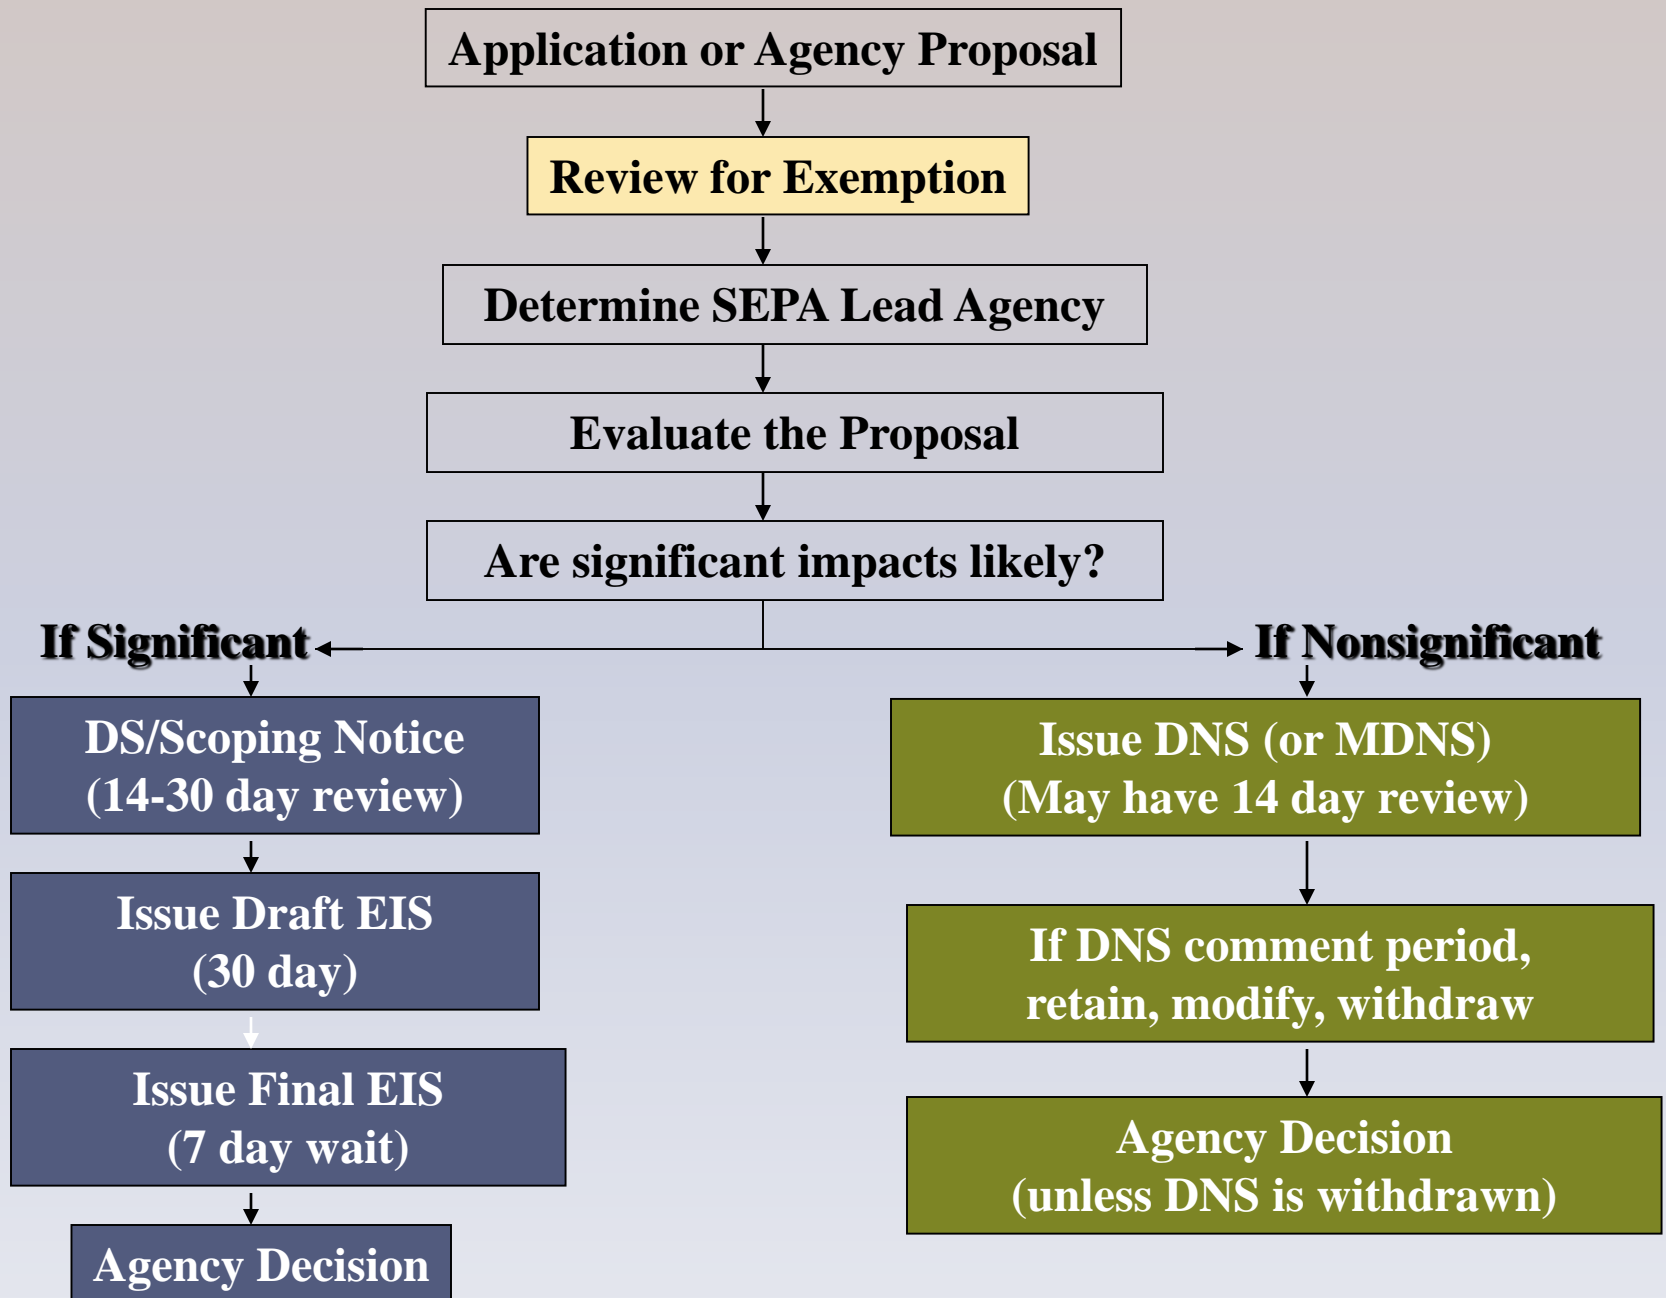 Application or Agency Proposal
Review for Exemption
Determine SEPA Lead Agency
Evaluate the Proposal
Are significant impacts likely?
If Significant
If Nonsignificant
DS/Scoping Notice
(14-30 day review)
Issue Draft EIS
(30 day)
Issue Final EIS
(7 day wait)
Agency Decision
Issue DNS (or MDNS)
(May have 14 day review)
If DNS comment period,
retain, modify, withdraw
Agency Decision
(unless DNS is withdrawn)